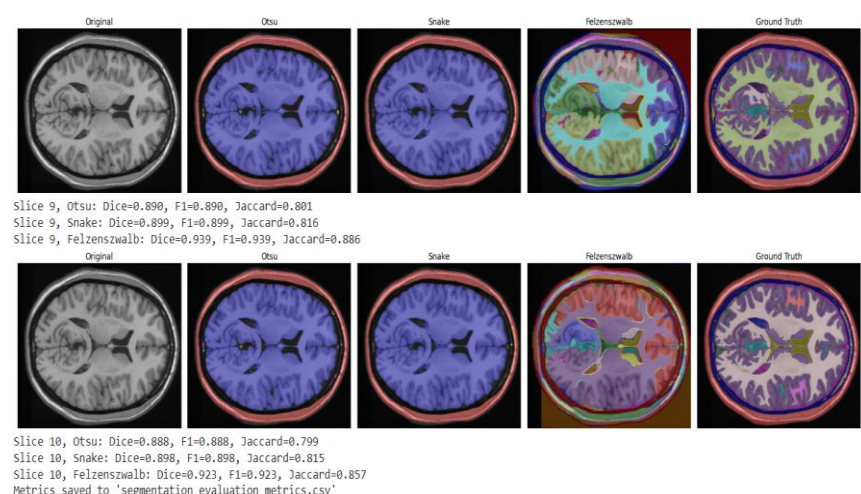 Original Otsu Snake Felzenszwalb Ground Truth
Slice 9, Otsu: Dice=0.890, F1=0.890, Jaccard=0.801
Slice 9, Snake: Dice=0.899, F1=0.899, Jaccard=0.816
Slice 9, Felzenszwalb: Dice=0.939, F1=0.939, Jaccard=0.886
Original Otsu Snake Felzenszwalb Ground Truth
Slice 10, Otsu: Dice=0.888, F1=0.888, Jaccard=0.799
Slice 10, Snake: Dice=0.898, F1=0.898, Jaccard=0.815
Slice 10, Felzenszwalb: Dice=0.923, F1=0.923, Jaccard=0.857
Metrics saved to 'segmentation evaluation metrics.csv'